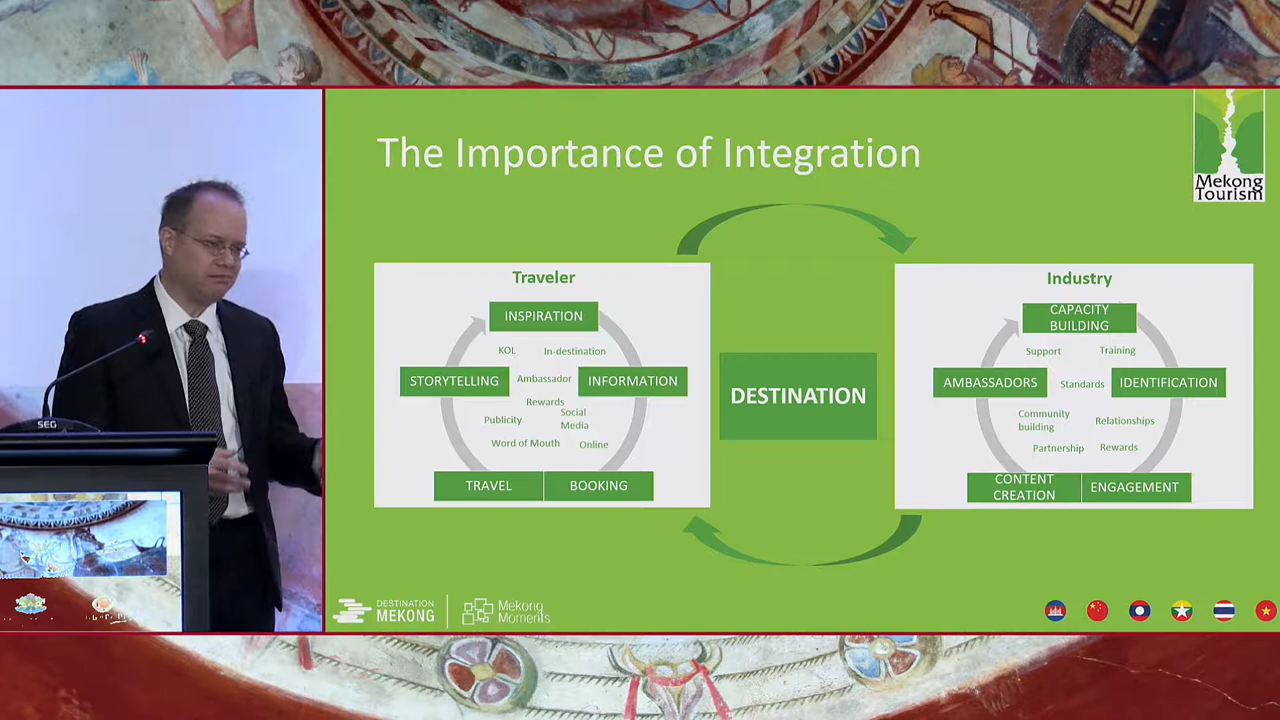 The Importance of Integration
Mekong
Tourism
Traveler
INSPIRATION
KOL
In-destination
STORYTELLING
Ambassador
INFORMATION
Rewards
Social
Media
Publicity
Word of Mouth
Online
TRAVEL
BOOKING
DESTINATION
Industry
CAPACITY
BUILDING
Support
Training
AMBASSADORS
Standards
IDENTIFICATION
Community
building
Relationships
Partnership
Rewards
CONTENT
CREATION
ENGAGEMENT
SEG
DESTINATION
MEKONG
Mekong
Moments